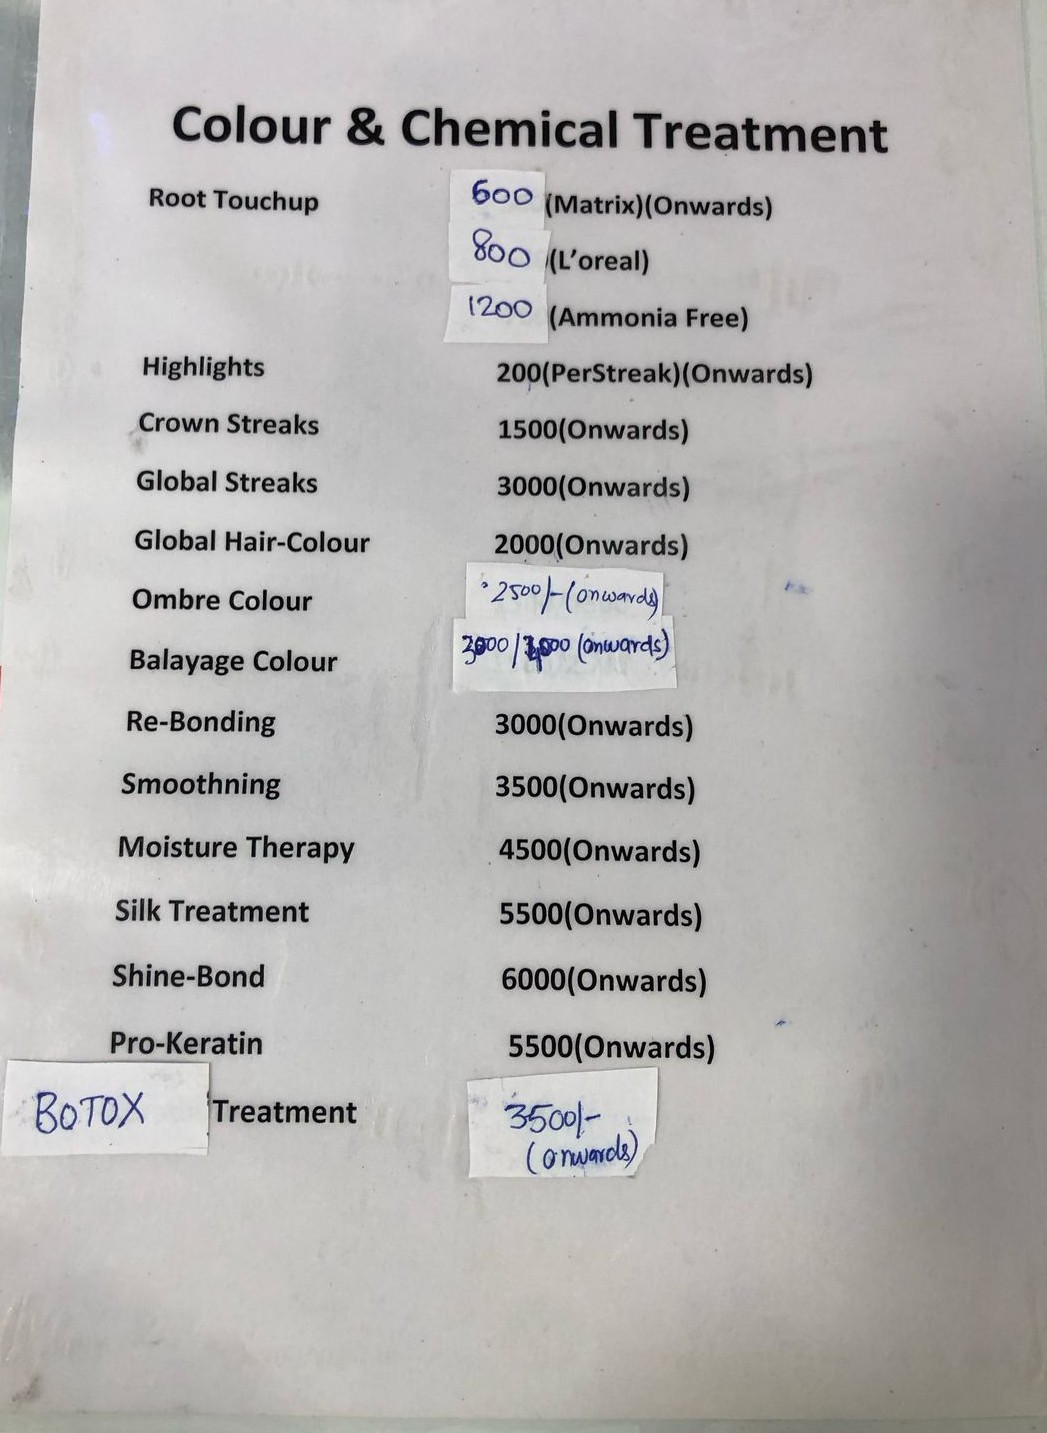 Colour & Chemical Treatment
Root Touchup 600 (Matrix)(Onwards)
800 (L'oreal)
1200 (Ammonia Free)
Highlights 200(PerStreak)(Onwards)
Crown Streaks 1500(Onwards)
Global Streaks 3000(Onwards)
Global Hair-Colour 2000(Onwards)
Ombre Colour 2500/-(onwards)
Balayage Colour (onwards)
Re-Bonding 3000(Onwards)
Smoothning 3500(Onwards)
Moisture Therapy 4500(Onwards)
Silk Treatment 5500(Onwards)
Shine-Bond 6000(Onwards)
Pro-Keratin 5500(Onwards)
BOTOX Treatment 3500/-
(onwards)